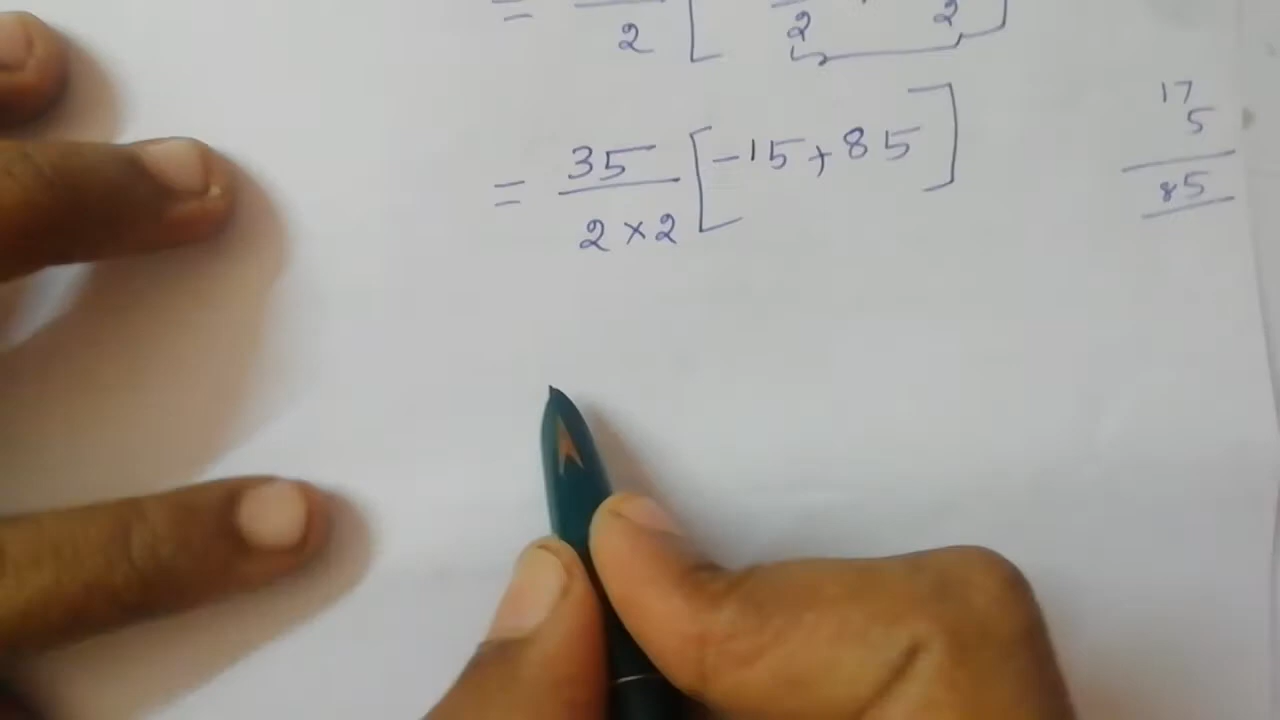 =
2 [ 2 2 ]
= 35 [-15+85]
2×2
17
5
85